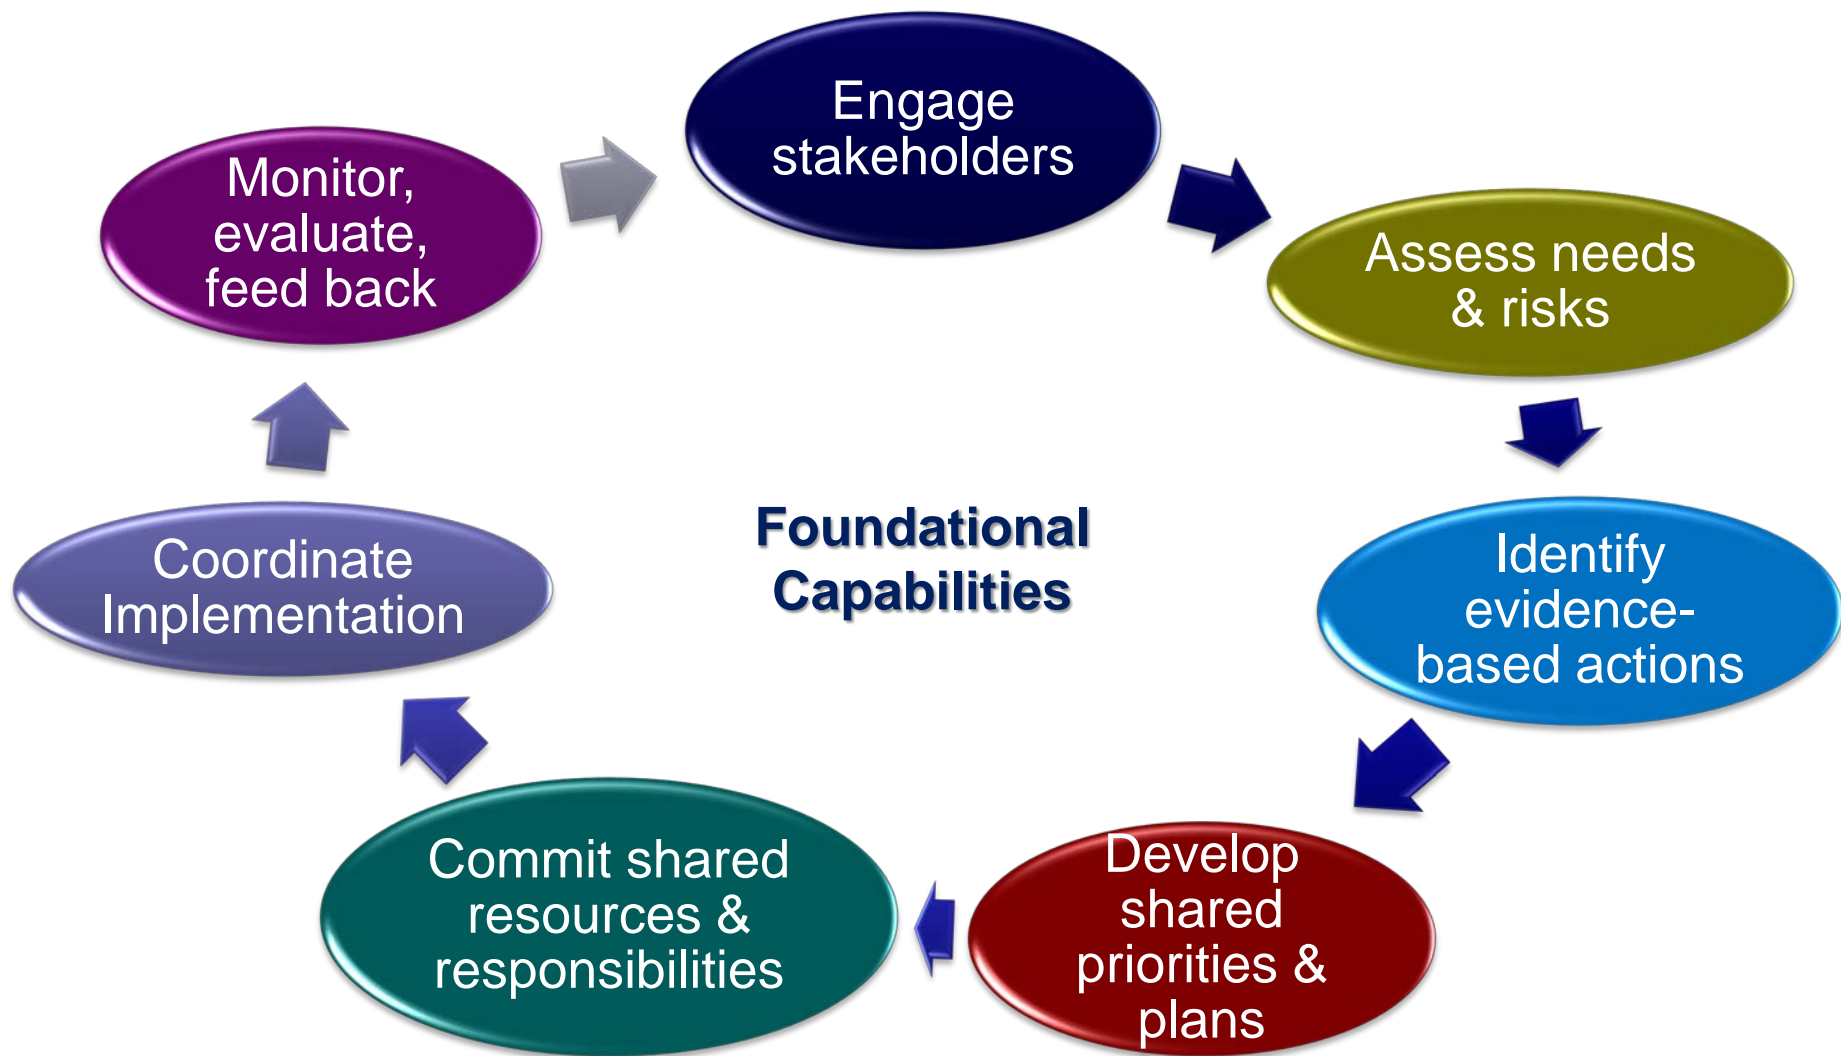 Engage
stakeholders
Assess needs
& risks
Identify
evidence-
based actions
Develop
shared
priorities &
plans
Commit shared
resources &
responsibilities
Coordinate
Implementation
Monitor,
evaluate,
feed back
Foundational
Capabilities